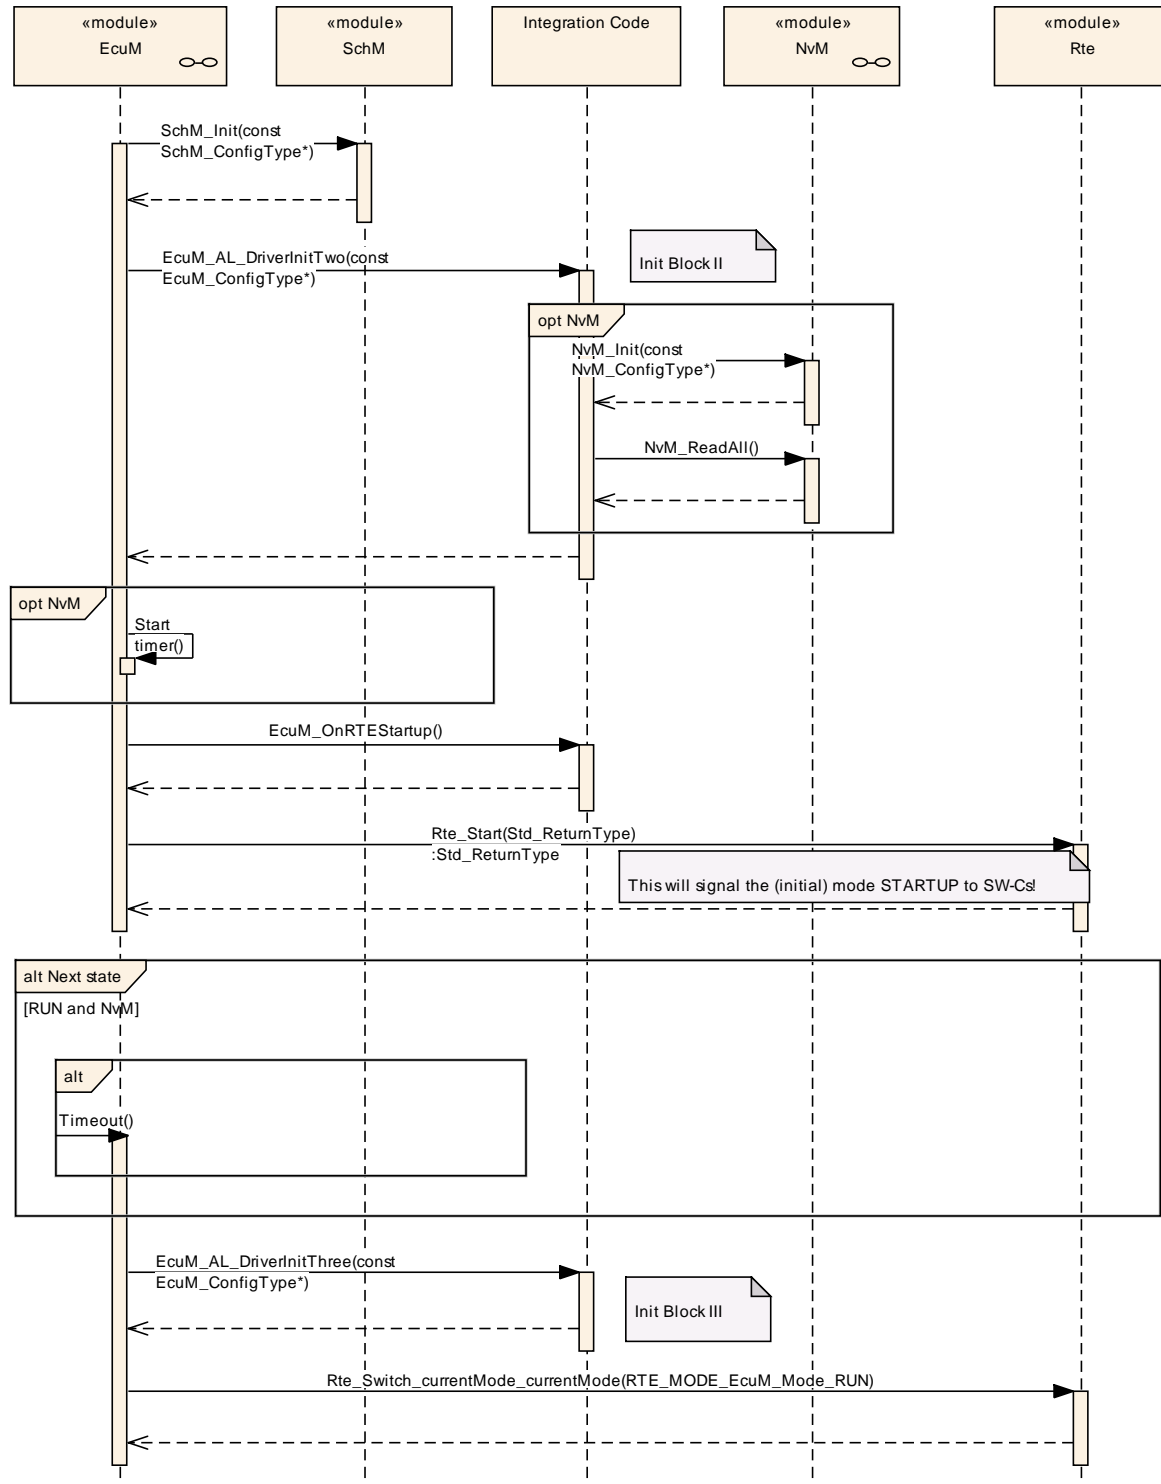 «module»
EcuM
«module»
SchM
Integration Code
«module»
NvM
«module»
Rte
SchM_Init(const
SchM_ConfigType*)
EcuM_AL_DriverInitTwo(const
EcuM_ConfigType*)
Init Block II
opt NvM
NvM_Init(const
NvM_ConfigType*)
NvM_ReadAll()
opt NvM
Start
timer()
EcuM_OnRTEStartup()
Rte_Start(Std_ReturnType)
:Std_ReturnType
This will signal the (initial) mode STARTUP to SW-Cs!
alt Next state
[RUN and NvM]
alt
Timeout()
EcuM_AL_DriverInitThree(const
EcuM_ConfigType*)
Init Block III
Rte_Switch_currentMode_currentMode(RTE_MODE_EcuM_Mode_RUN)